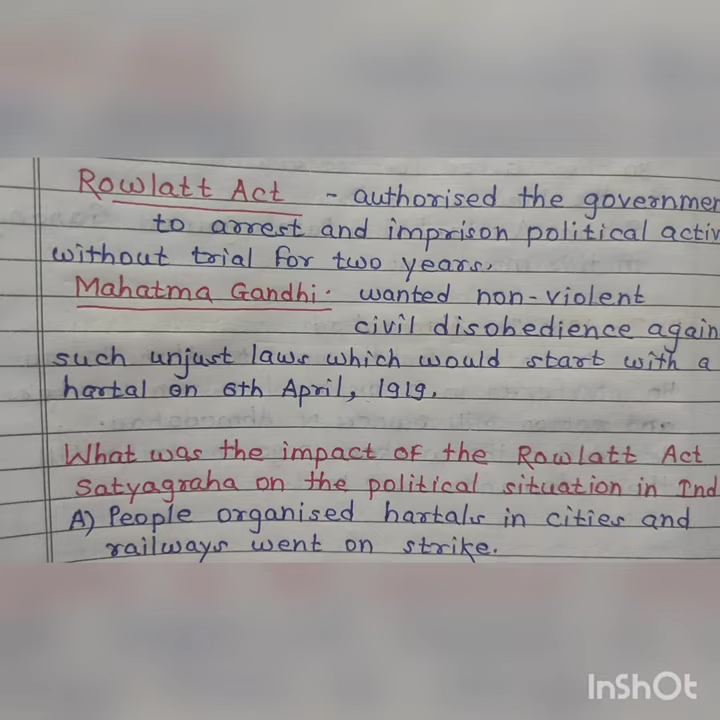 Rowlatt Act - authorised the governmen
to arrest and imprison political activ
without trial for two years.
Mahatma Gandhi. wanted non-violent
civil disobedience again
such unjust laws which would start with a
hartal on 6th April, 1919.
What was the impact of the Rowlatt Act
Satyagraha on the political situation in Ind
A) People organised hartals in cities and
railways went on strike.
InShOt